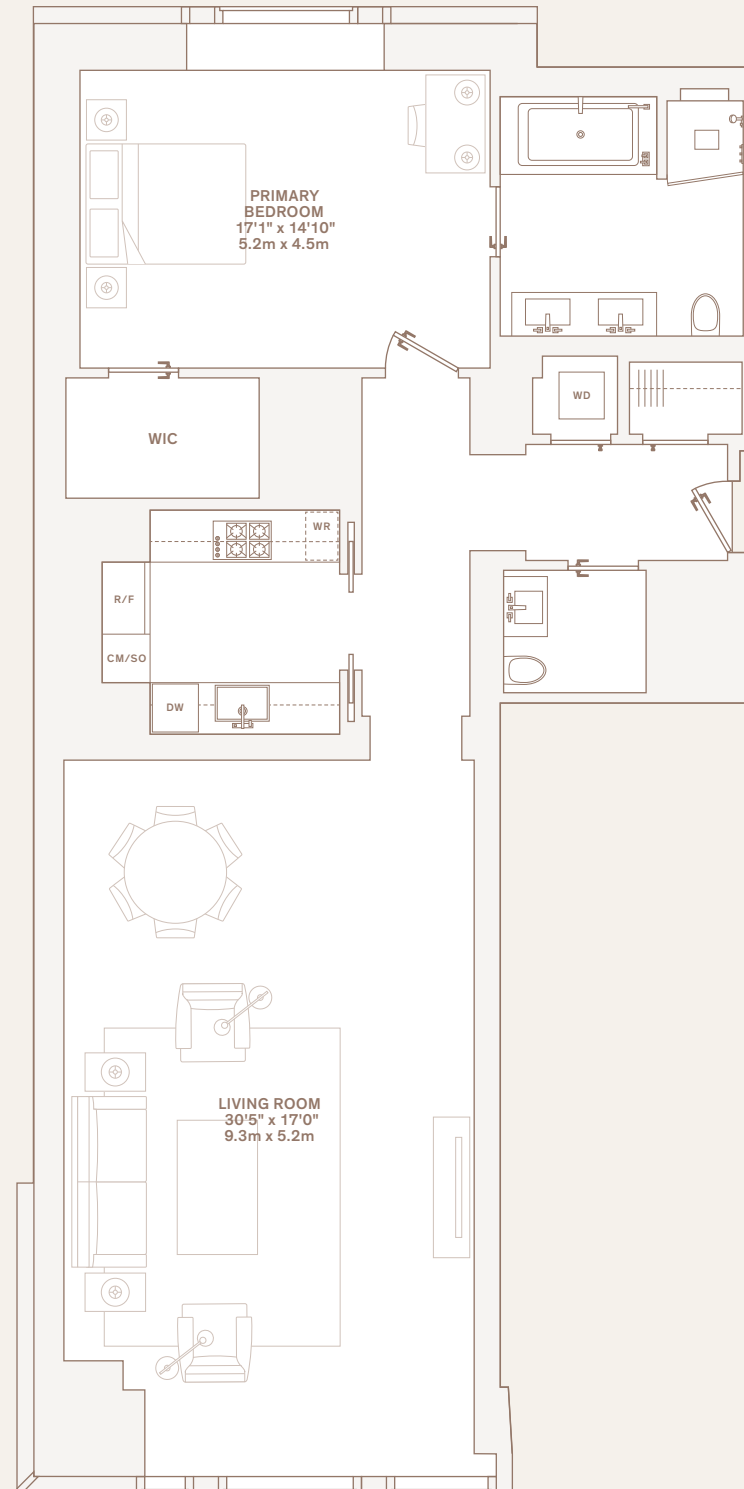 PRIMARY
BEDROOM
17'1" x 14'10"
5.2m x 4.5m
WIC
WD
WR
R/F
CM/SO
DW
LIVING ROOM
30'5" x 17'0"
9.3m x 5.2m